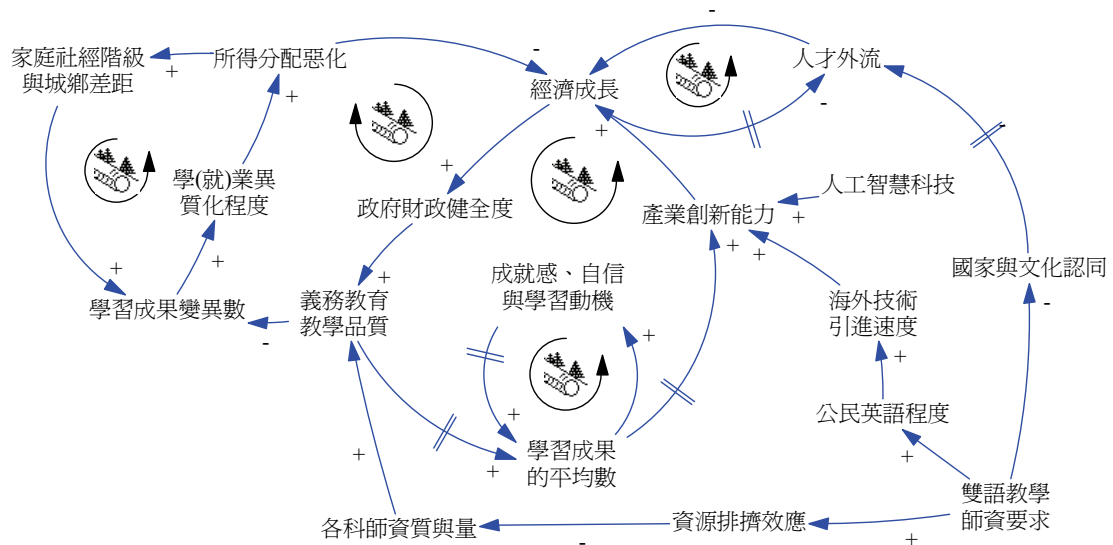 家庭社經階級
與城鄉差距
所得分配惡化
經濟成長
人才外流
學(就)業異
質化程度
政府財政健全度
產業創新能力
人工智慧科技
國家與文化認同
學習成果變異數
義務教育
教學品質
成就感、自信
與學習動機
海外技術
引進速度
公民英語程度
學習成果
的平均數
雙語教學
師資要求
各科師資質與量
資源排擠效應